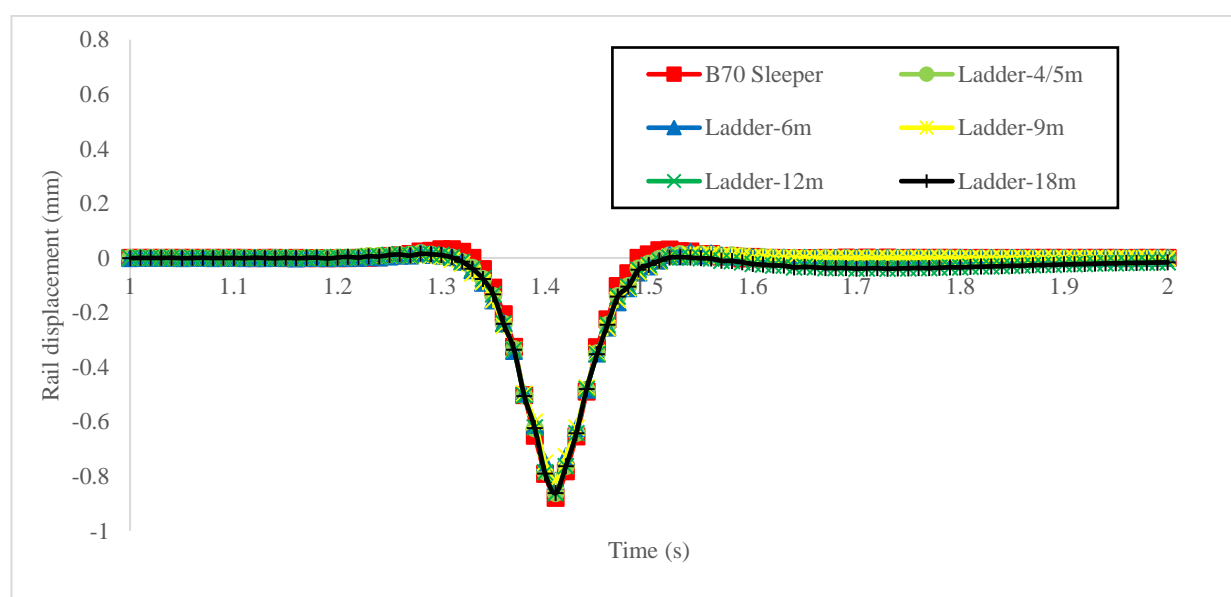 0.8
0.6
0.4
0.2
0
-0.2
-0.4
-0.6
-0.8
-1
Rail displacement (mm)
B70 Sleeper
Ladder-4/5m
Ladder-6m
Ladder-9m
Ladder-12m
Ladder-18m
1 1.1 1.2 1.3 1.4 1.5 1.6 1.7 1.8 1.9 2
Time (s)